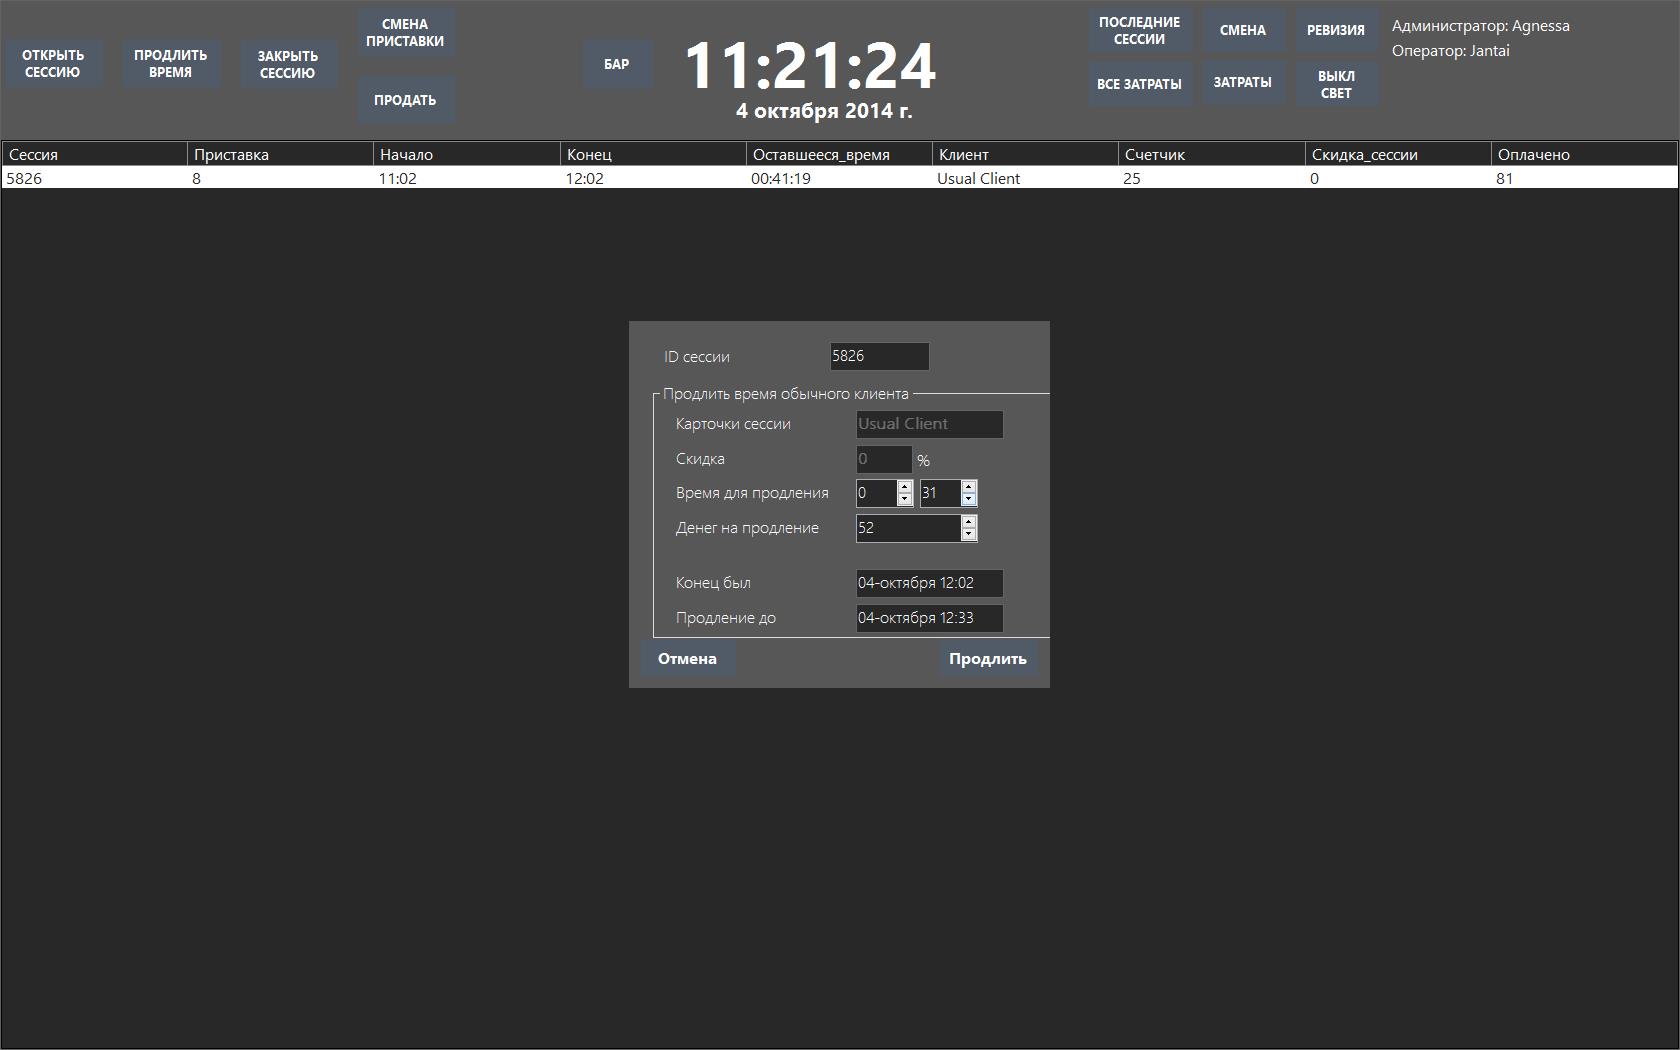 ОТКРЫТЬ
СЕССИЮ
ПРОДЛИТЬ
ВРЕМЯ
ЗАКРЫТЬ
СЕССИЮ
СМЕНА
ПРИСТАВКИ
ПРОДАТЬ
БАР
11:21:24
4 октября 2014 г.
ПОСЛЕДНИЕ
СЕССИИ
СМЕНА
РЕВИЗИЯ
ВСЕ ЗАТРАТЫ
ЗАТРАТЫ
ВЫКЛ
СВЕТ
Администратор: Agnessa
Оператор: Jantai
Сессия Приставка Начало Конец Оставшееся_время Клиент Счетчик Скидка_сессии Оплачено
5826 8 11:02 12:02 00:41:19 Usual Client 25 0 81
ID сессии 5826
Продлить время обычного клиента
Карточки сессии Usual Client
Скидка 0 %
Время для продления 0 31
Денег на продление 52
Конец был 04-октября 12:02
Продление до 04-октября 12:33
Отмена Продлить